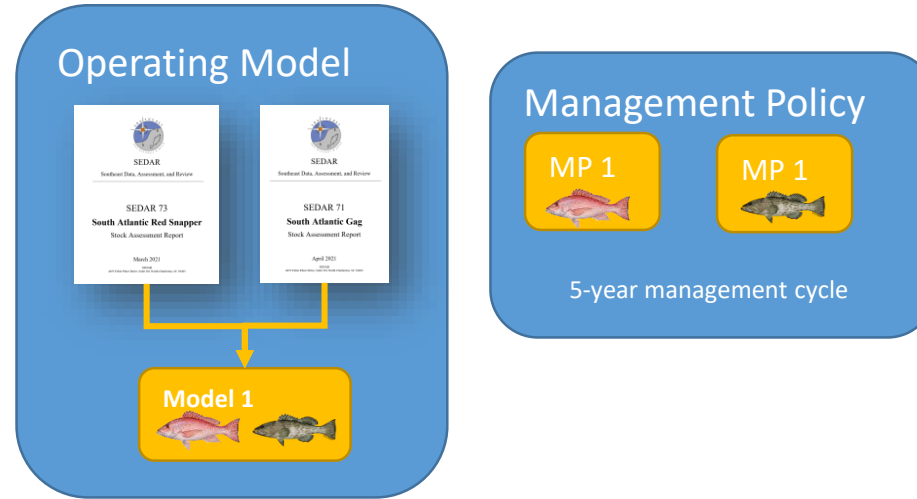 Operating Model
SEDAR
Southeast Data, Assessment, and Review
SEDAR 73
South Atlantic Red Snapper
Stock Assessment Report
March 2021
SEDAR
SEDAR
Southeast Data, Assessment, and Review
SEDAR 71
South Atlantic Gag
Stock Assessment Report
April 2021
SEDAR
Model 1
Management Policy
MP 1
MP 1
5-year management cycle